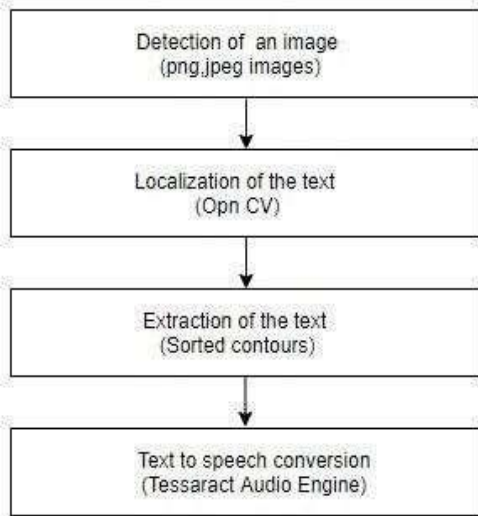 Detection of an image
(png,jpeg images)
Localization of the text
(Opn CV)
Extraction of the text
(Sorted contours)
Text to speech conversion
(Tessaract Audio Engine)